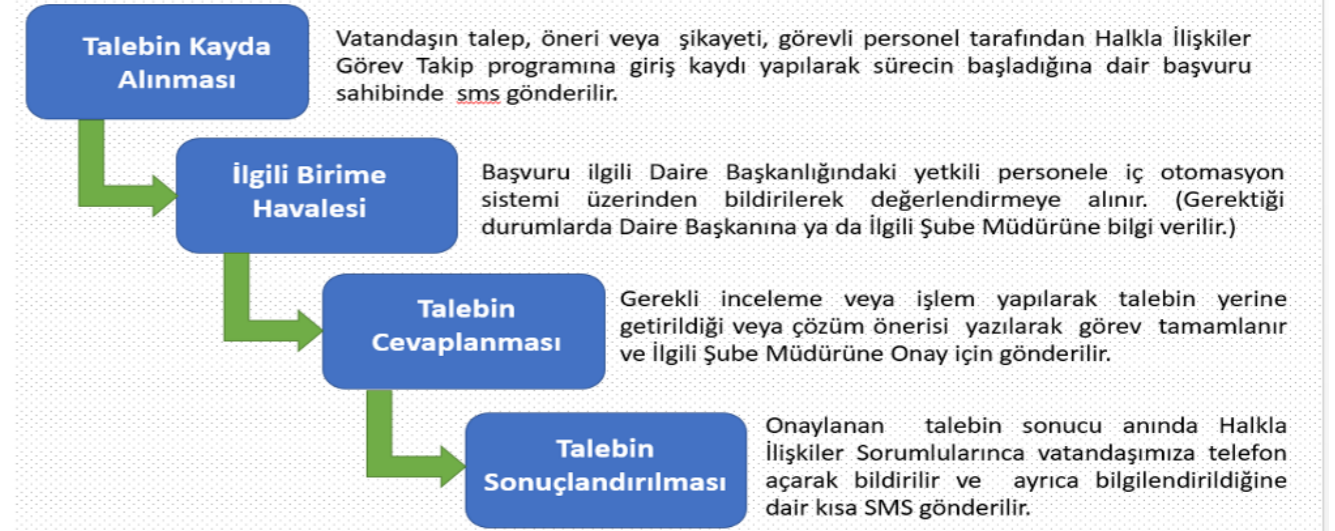 Talebin Kayda
Alınması
Vatandaşın talep, öneri veya şikayeti, görevli personel tarafından Halkla İlişkiler
Görev Takip programına giriş kaydı yapılarak sürecin başladığına dair başvuru
sahibinde sms gönderilir.
İlgili Birime
Havalesi
Başvuru ilgili Daire Başkanlığındaki yetkili personele iç otomasyon
sistemi üzerinden bildirilerek değerlendirmeye alınır. (Gerektiği
durumlarda Daire Başkanına ya da İlgili Şube Müdürüne bilgi verilir.)
Talebin
Cevaplanması
Gerekli inceleme veya işlem yapılarak talebin yerine
getirildiği veya çözüm önerisi yazılarak görev tamamlanır
ve İlgili Şube Müdürüne Onay için gönderilir.
Talebin
Sonuçlandırılması
Onaylanan talebin sonucu anında Halkla
İlişkiler Sorumlularınca vatandaşımıza telefon
açarak bildirilir ve ayrıca bilgilendirildiğine
dair kısa SMS gönderilir.